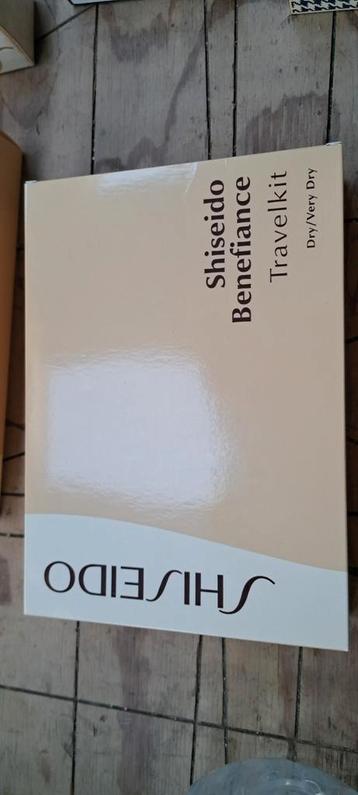 Shiseido
Benefiance
Travelkit
Dry/Very Dry
SHISEIDO